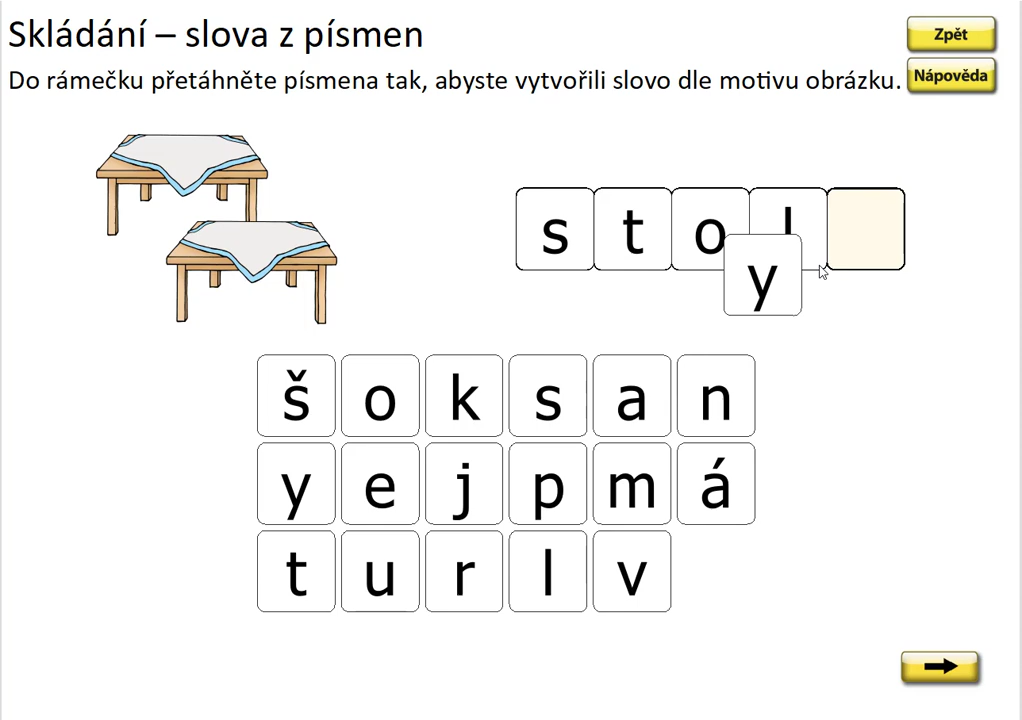 Skládání – slova z písmen
Zpět
Do rámečku přetáhněte písmena tak, abyste vytvořili slovo dle motivu obrázku.
Nápověda
s t o l
y
š o k s a n
y e j p m á
t u r l v